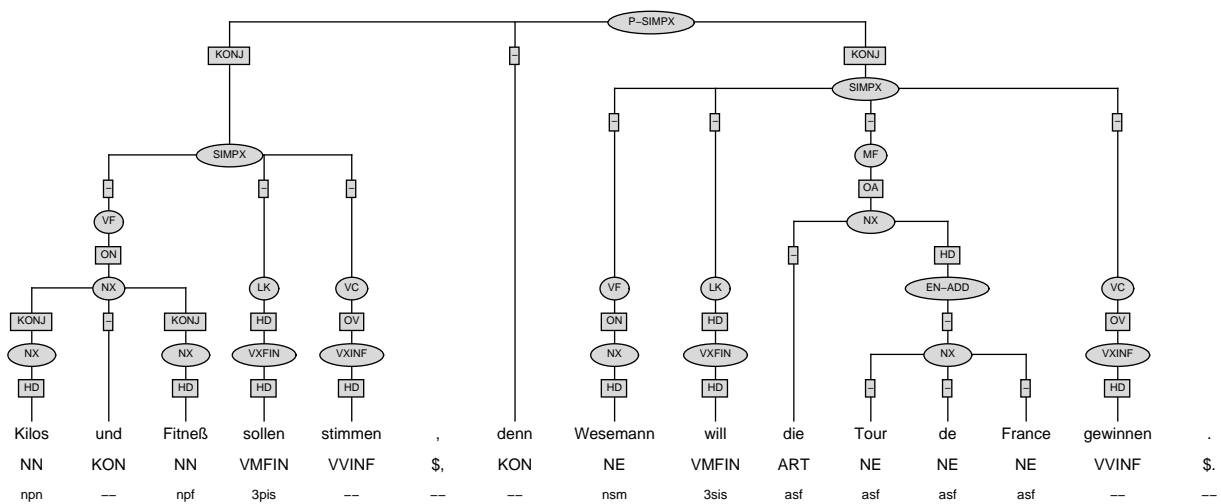 P-SIMPX
KONJ – KONJ
SIMPX
– – – –
SIMPX MF
– – – OA
VF NX
ON – HD
NX LK VC VF LK EN-ADD VC
KONJ – KONJ HD OV ON HD – OV
NX NX VXFIN VXINF NX VXFIN NX VXINF
HD HD HD HD HD HD – – – HD
Kilos und Fitneß sollen stimmen , denn Wesemann will die Tour de France gewinnen .
NN KON NN VMFIN VVINF $, KON NE VMFIN ART NE NE NE VVINF $.
npn -- npf 3pis -- -- -- nsm 3sis asf asf asf asf -- --